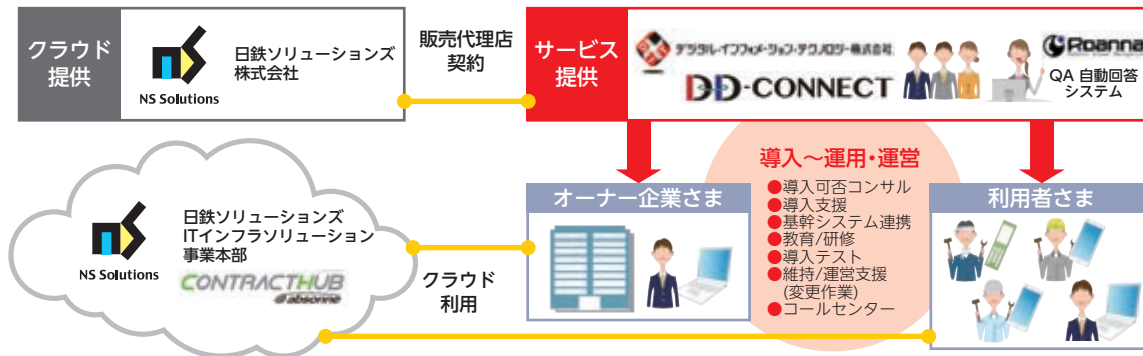 クラウド
提供
NS Solutions
日鉄ソリューションズ
株式会社
販売代理店
契約
サービス
提供
デジタル・インフォメーション・テクノロジー株式会社
DD-CONNECT
Roanna
QA 自動回答
システム
NS Solutions
日鉄ソリューションズ
ITインフラソリューション
事業本部
CONTRACTHUB
@absonne
クラウド
利用
オーナー企業さま
導入〜運用・運営
●導入可否コンサル
●導入支援
●基幹システム連携
●教育/研修
●導入テスト
●維持/運営支援
(変更作業)
●コールセンター
利用者さま